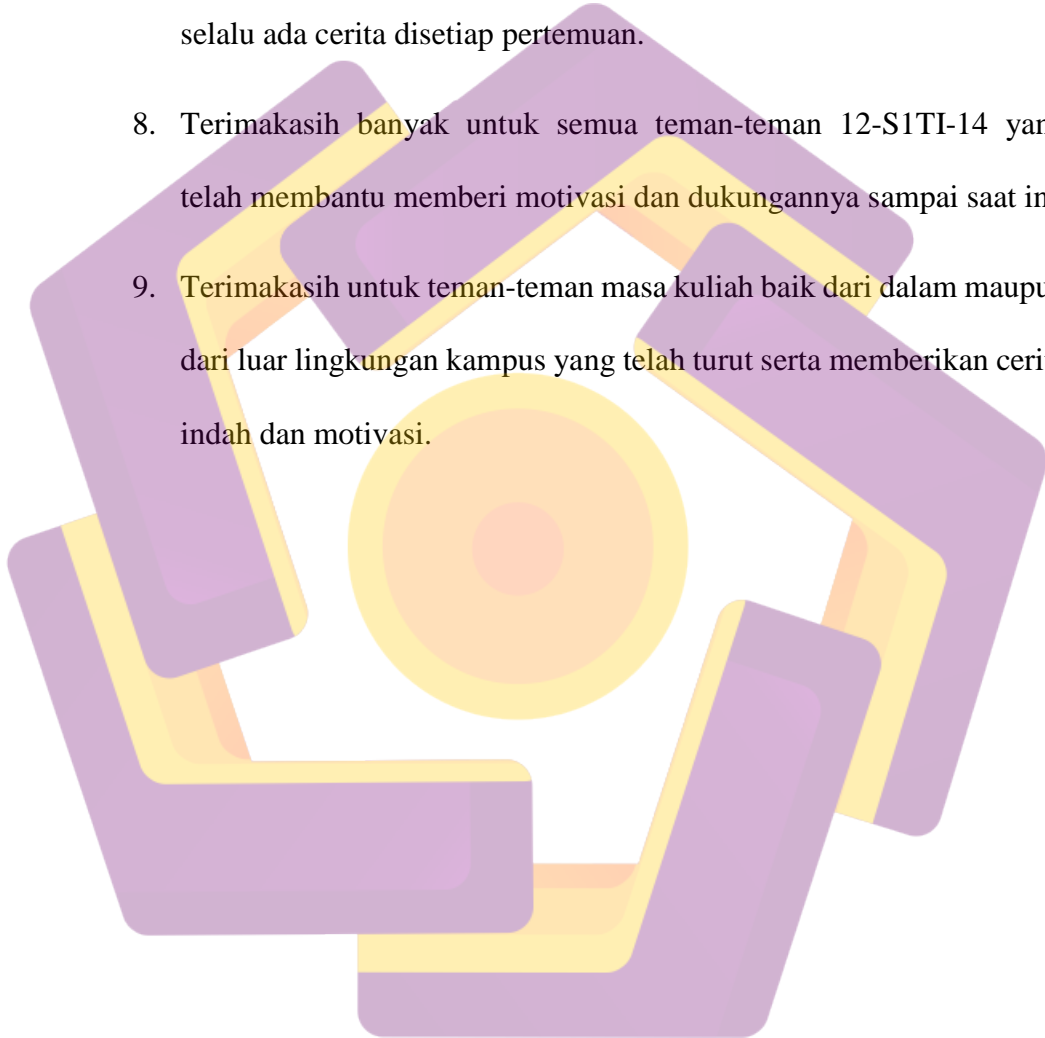 selalu ada cerita disetiap pertemuan.
8. Terimakasih banyak untuk semua teman-teman 12-S1TI-14 yan
telah membantu memberi motivasi dan dukungannya sampai saat in
9. Terimakasih untuk teman-teman masa kuliah baik dari dalam maupu
dari luar lingkungan kampus yang telah turut serta memberikan cerit
indah dan motivasi.